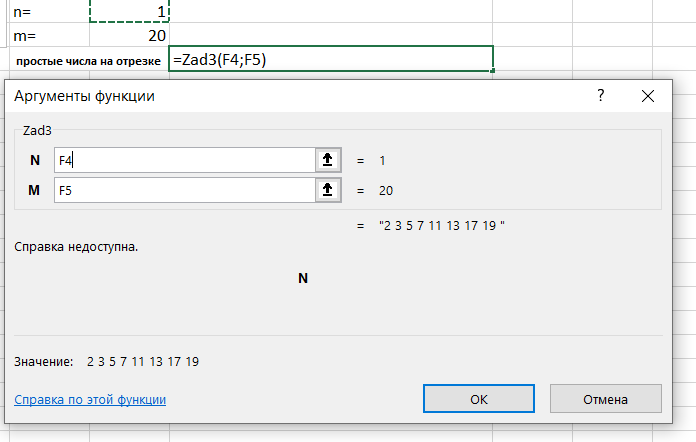 n= 1
m= 20
простые числа на отрезке =Zad3(F4;F5)
Аргументы функции ?
Zad3
N F4 = 1
M F5 = 20
= "2 3 5 7 11 13 17 19 "
Справка недоступна.
N
Значение: 2 3 5 7 11 13 17 19
Справка по этой функции ОК Отмена